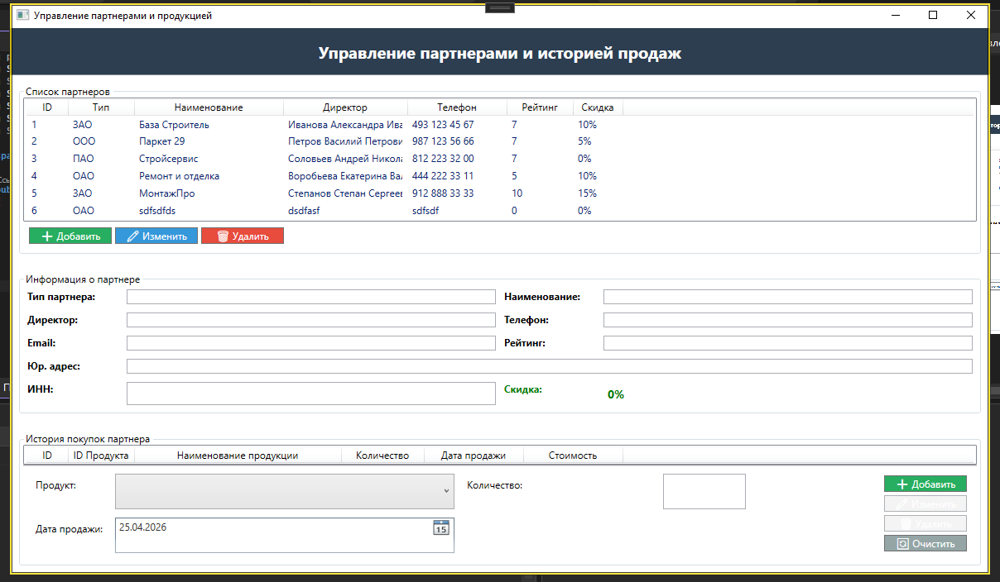 Управление партнерами и продукцией
Управление партнерами и историей продаж
Список партнеров
ID Тип Наименование Директор Телефон Рейтинг Скидка
1 ЗАО База Строитель Иванова Александра Ива 493 123 45 67 7 10%
2 ООО Паркет 29 Петров Василий Петрови 987 123 56 66 7 5%
3 ПАО Стройсервис Соловьев Андрей Никола 812 223 32 00 7 0%
4 ОАО Ремонт и отделка Воробьева Екатерина Вал 444 222 33 11 5 10%
5 ЗАО МонтажПро Степанов Степан Сергеев 912 888 33 33 10 15%
6 ОАО sdfsdfds dsdfasf sdfsdf 0 0%
Добавить Изменить Удалить
Информация о партнере
Тип партнера: Наименование:
Директор: Телефон:
Email: Рейтинг:
Юр. адрес:
ИНН: Скидка: 0%
История покупок партнера
ID ID Продукта Наименование продукции Количество Дата продажи Стоимость
Продукт: Количество: Добавить
Изменить
Дата продажи: 25.04.2026 15 Удалить
Очистить